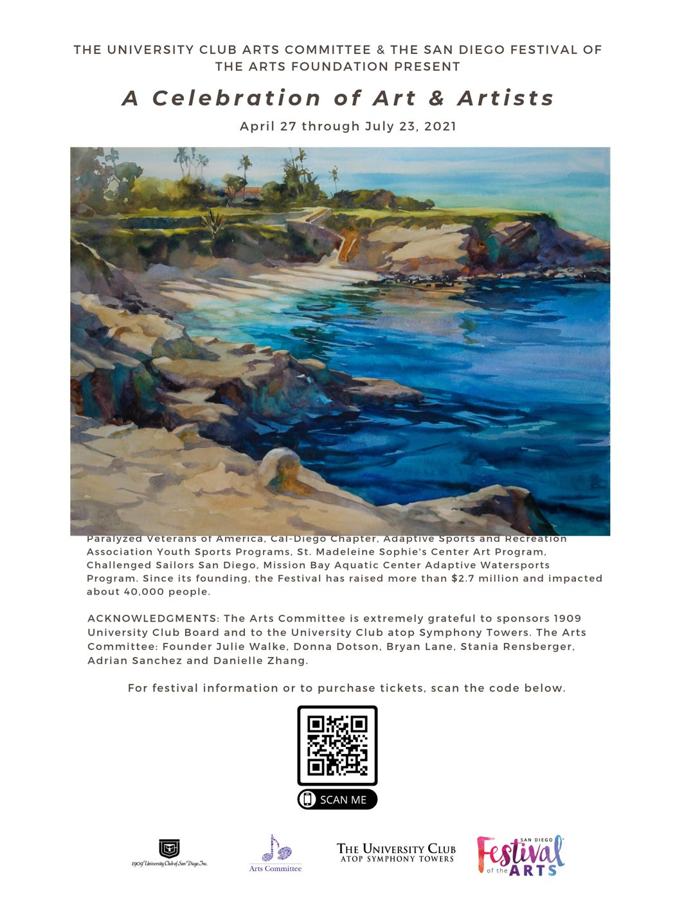 THE UNIVERSITY CLUB ARTS COMMITTEE & THE SAN DIEGO FESTIVAL OF
THE ARTS FOUNDATION PRESENT
A Celebration of Art & Artists
April 27 through July 23, 2021
Paralyzed Veterans of America, Cal-Diego Chapter, Adaptive Sports and Recreation
Association Youth Sports Programs, St. Madeleine Sophie's Center Art Program,
Challenged Sailors San Diego, Mission Bay Aquatic Center Adaptive Watersports
Program. Since its founding, the Festival has raised more than $2.7 million and impacted
about 40,000 people.
ACKNOWLEDGMENTS: The Arts Committee is extremely grateful to sponsors 1909
University Club Board and to the University Club atop Symphony Towers. The Arts
Committee: Founder Julie Walke, Donna Dotson, Bryan Lane, Stania Rensberger,
Adrian Sanchez and Danielle Zhang.
For festival information or to purchase tickets, scan the code below.
SCAN ME
1909 University Club of San Diego, Inc.
Arts Committee
THE UNIVERSITY CLUB
ATOP SYMPHONY TOWERS
SAN DIEGO
Festival
of the ARTS